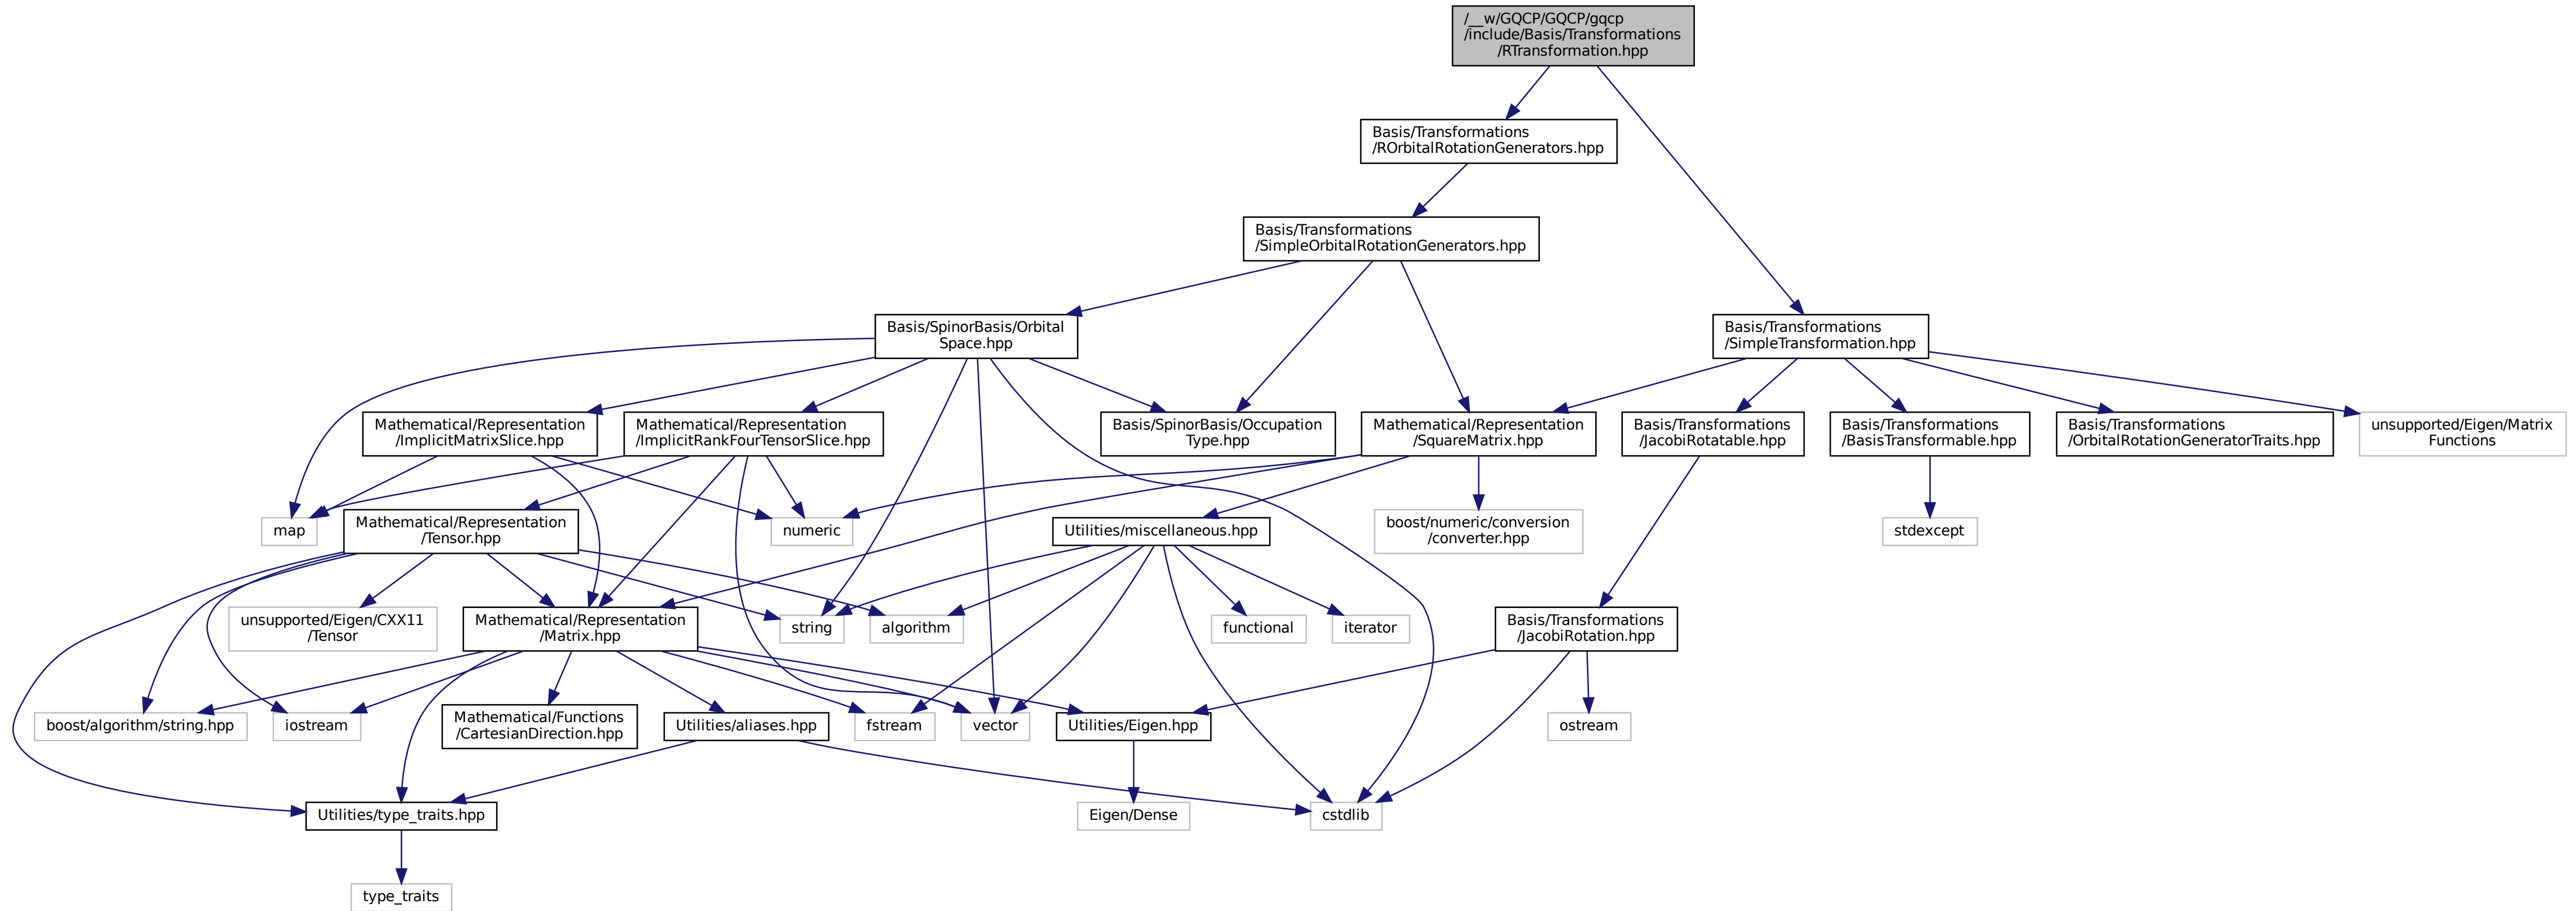 /__w/GQCP/GQCP/gqcp
/include/Basis/Transformations
/RTransformation.hpp
Basis/Transformations
/ROrbitalRotationGenerators.hpp
Basis/Transformations
/SimpleOrbitalRotationGenerators.hpp
Basis/SpinorBasis/Orbital
Space.hpp
Basis/Transformations
/SimpleTransformation.hpp
Mathematical/Representation
/ImplicitMatrixSlice.hpp
Mathematical/Representation
/ImplicitRankFourTensorSlice.hpp
Basis/SpinorBasis/Occupation
Type.hpp
Mathematical/Representation
/SquareMatrix.hpp
Basis/Transformations
/JacobiRotatable.hpp
Basis/Transformations
/BasisTransformable.hpp
Basis/Transformations
/OrbitalRotationGeneratorTraits.hpp
unsupported/Eigen/Matrix
Functions
map
Mathematical/Representation
/Tensor.hpp
numeric
Utilities/miscellaneous.hpp
boost/numeric/conversion
/converter.hpp
stdexcept
unsupported/Eigen/CXX11
/Tensor
Mathematical/Representation
/Matrix.hpp
string
algorithm
functional
iterator
Basis/Transformations
/JacobiRotation.hpp
boost/algorithm/string.hpp
iostream
Mathematical/Functions
/CartesianDirection.hpp
Utilities/aliases.hpp
fstream
vector
Utilities/Eigen.hpp
ostream
Utilities/type_traits.hpp
Eigen/Dense
cstdlib
type_traits